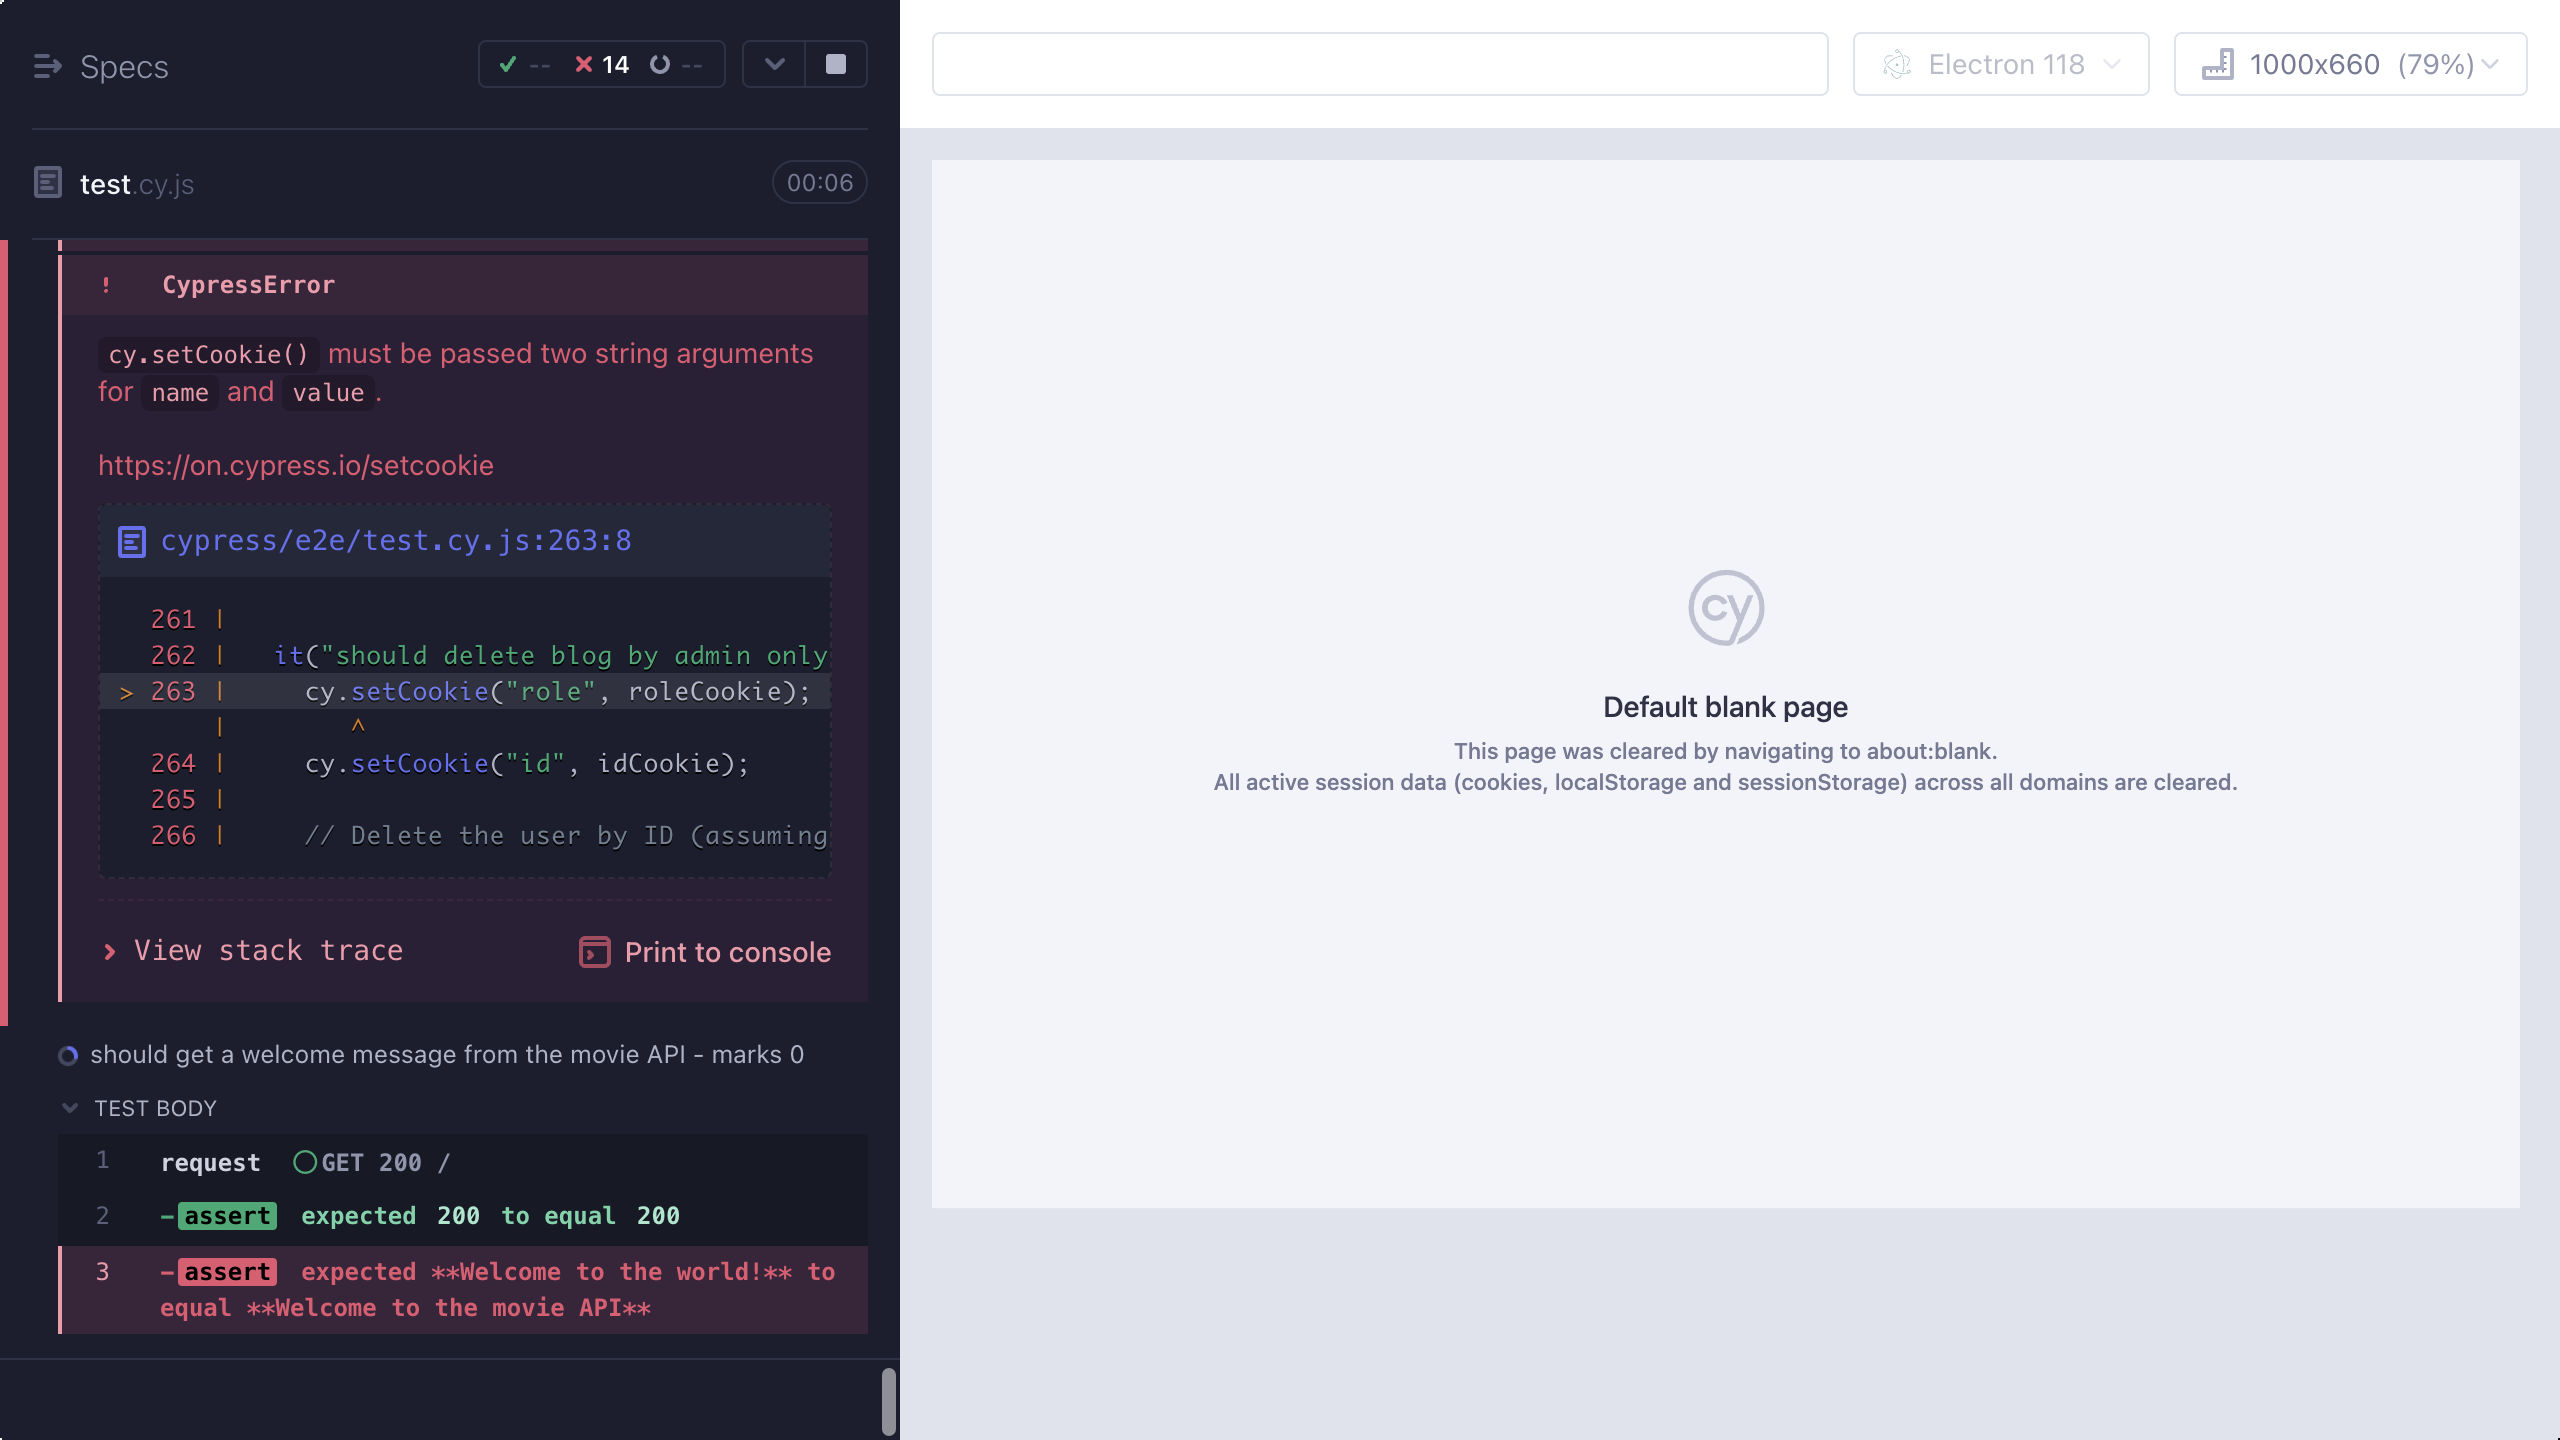 Specs
-- 14 --
test.cy.js
00:06
! CypressError
cy.setCookie() must be passed two string arguments
for name and value.
https://on.cypress.io/setcookie
cypress/e2e/test.cy.js:263:8
261 |
262 | it("should delete blog by admin only
> 263 | cy.setCookie("role", roleCookie);
| ^
264 | cy.setCookie("id", idCookie);
265 |
266 | // Delete the user by ID (assuming
View stack trace
Print to console
should get a welcome message from the movie API - marks 0
TEST BODY
1 request GET 200 /
2 -assert expected 200 to equal 200
3 -assert expected **Welcome to the world!** to
equal **Welcome to the movie API**
Electron 118
1000x660 (79%)
cy
Default blank page
This page was cleared by navigating to about:blank.
All active session data (cookies, localStorage and sessionStorage) across all domains are cleared.